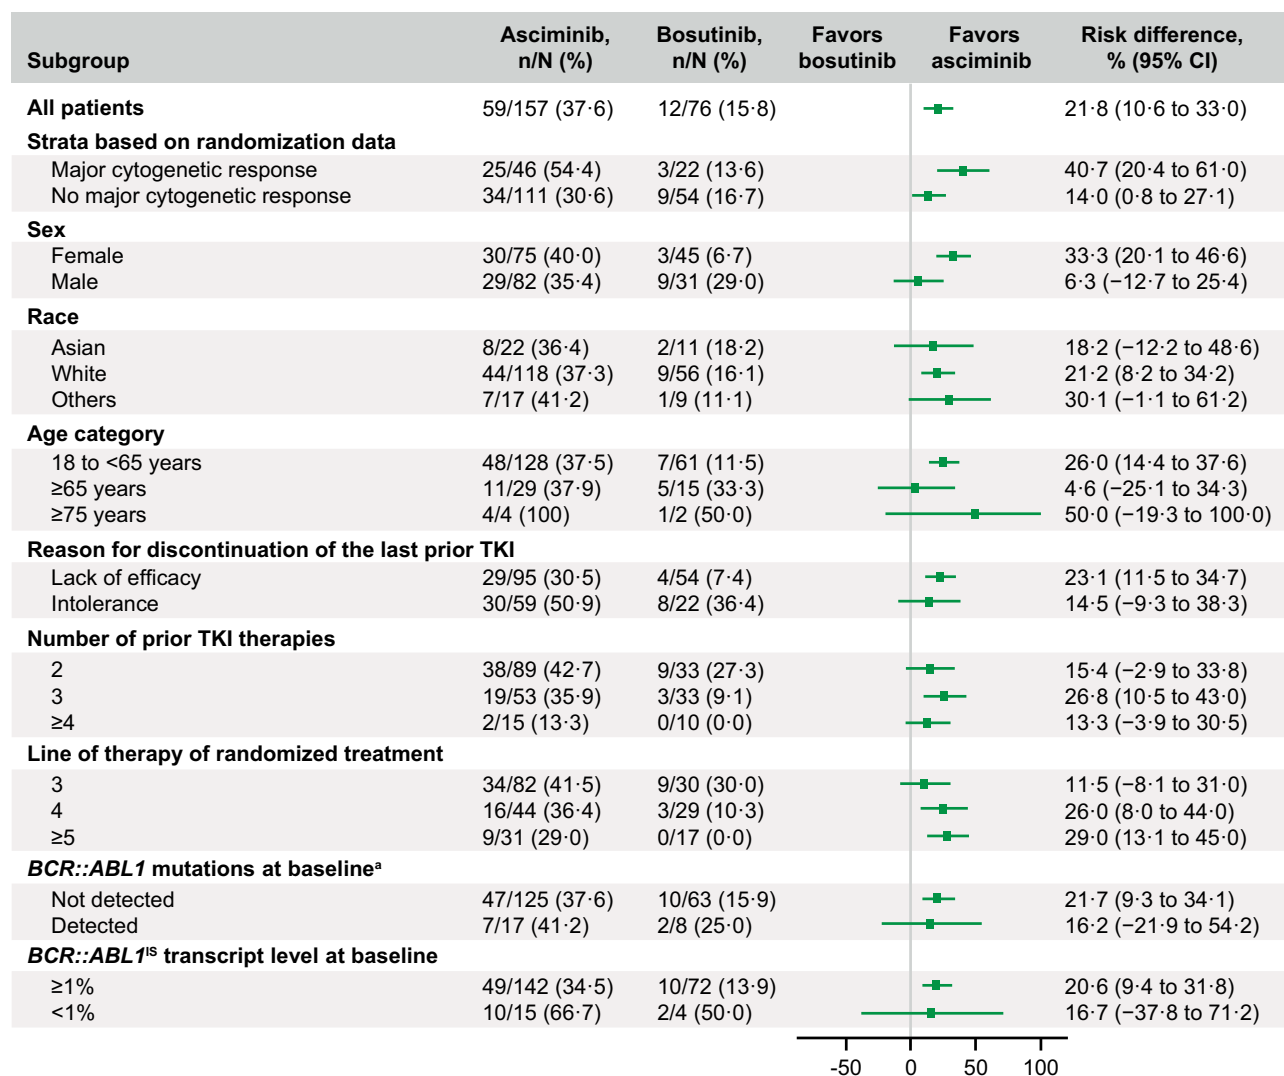 Subgroup Asciminib, n/N (%) Bosutinib, n/N (%) Favors bosutinib Favors asciminib Risk difference, % (95% CI)
All patients 59/157 (37·6) 12/76 (15·8) 21·8 (10·6 to 33·0)
Strata based on randomization data
Major cytogenetic response 25/46 (54·4) 3/22 (13·6) 40·7 (20·4 to 61·0)
No major cytogenetic response 34/111 (30·6) 9/54 (16·7) 14·0 (0·8 to 27·1)
Sex
Female 30/75 (40·0) 3/45 (6·7) 33·3 (20·1 to 46·6)
Male 29/82 (35·4) 9/31 (29·0) 6·3 (−12·7 to 25·4)
Race
Asian 8/22 (36·4) 2/11 (18·2) 18·2 (−12·2 to 48·6)
White 44/118 (37·3) 9/56 (16·1) 21·2 (8·2 to 34·2)
Others 7/17 (41·2) 1/9 (11·1) 30·1 (−1·1 to 61·2)
Age category
18 to <65 years 48/128 (37·5) 7/61 (11·5) 26·0 (14·4 to 37·6)
≥65 years 11/29 (37·9) 5/15 (33·3) 4·6 (−25·1 to 34·3)
≥75 years 4/4 (100) 1/2 (50·0) 50·0 (−19·3 to 100·0)
Reason for discontinuation of the last prior TKI
Lack of efficacy 29/95 (30·5) 4/54 (7·4) 23·1 (11·5 to 34·7)
Intolerance 30/59 (50·9) 8/22 (36·4) 14·5 (−9·3 to 38·3)
Number of prior TKI therapies
2 38/89 (42·7) 9/33 (27·3) 15·4 (−2·9 to 33·8)
3 19/53 (35·9) 3/33 (9·1) 26·8 (10·5 to 43·0)
≥4 2/15 (13·3) 0/10 (0·0) 13·3 (−3·9 to 30·5)
Line of therapy of randomized treatment
3 34/82 (41·5) 9/30 (30·0) 11·5 (−8·1 to 31·0)
4 16/44 (36·4) 3/29 (10·3) 26·0 (8·0 to 44·0)
≥5 9/31 (29·0) 0/17 (0·0) 29·0 (13·1 to 45·0)
BCR::ABL1 mutations at baselineᵃ
Not detected 47/125 (37·6) 10/63 (15·9) 21·7 (9·3 to 34·1)
Detected 7/17 (41·2) 2/8 (25·0) 16·2 (−21·9 to 54·2)
BCR::ABL1ᴵˢ transcript level at baseline
≥1% 49/142 (34·5) 10/72 (13·9) 20·6 (9·4 to 31·8)
<1% 10/15 (66·7) 2/4 (50·0) 16·7 (−37·8 to 71·2)
-50 0 50 100